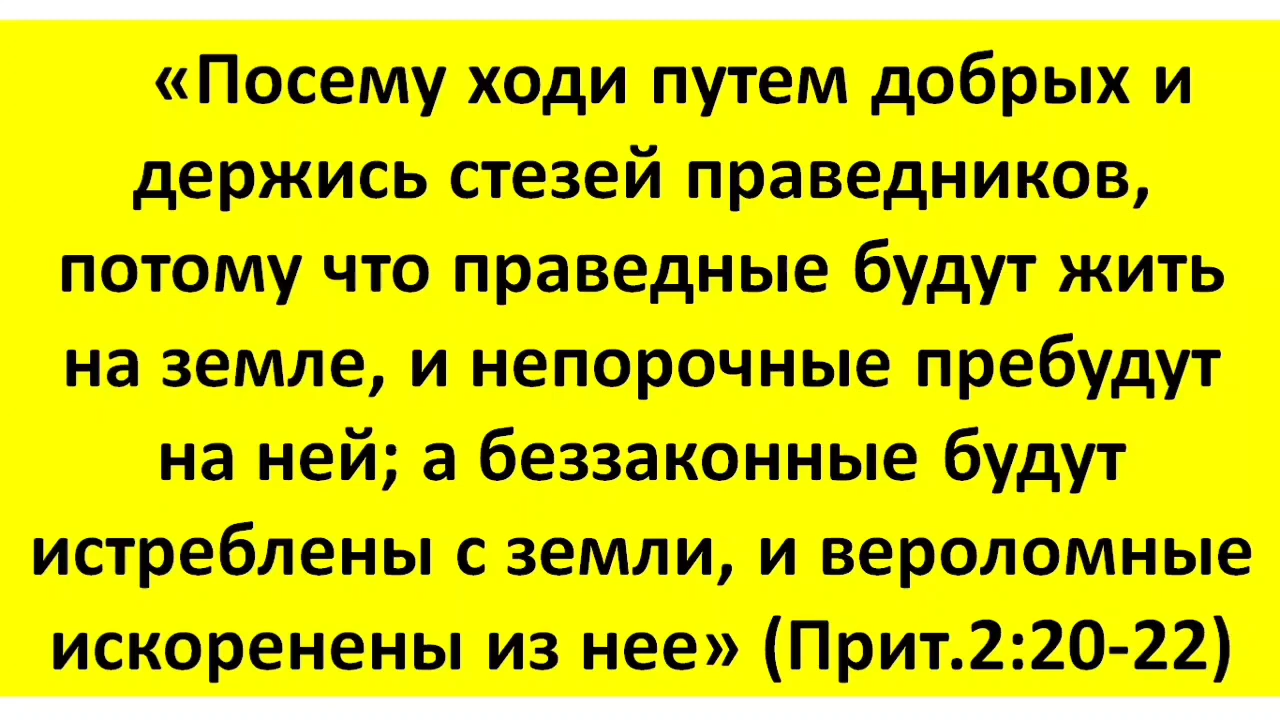 «Посему ходи путем добрых и
держись стезей праведников,
потому что праведные будут жить
на земле, и непорочные пребудут
на ней; а беззаконные будут
истреблены с земли, и вероломные
искоренены из нее» (Прит.2:20-22)